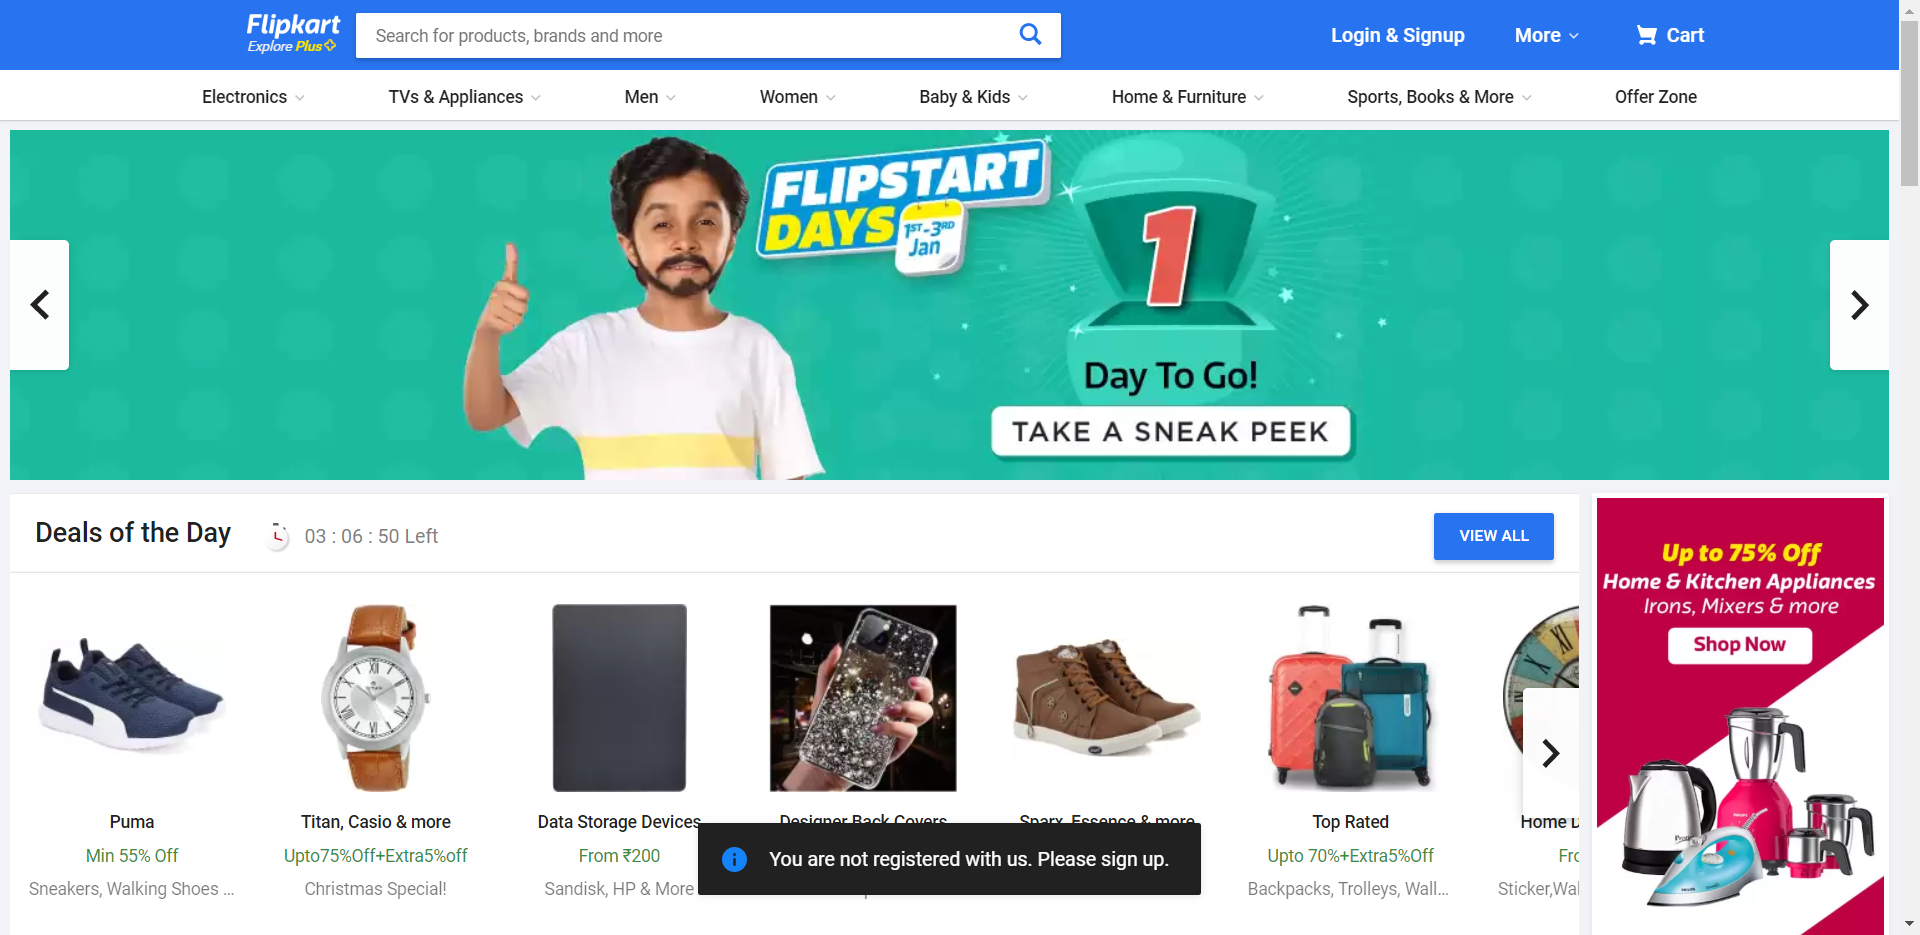 Flipkart
Explore Plus
Search for products, brands and more
Login & Signup
More
Cart
Electronics
TVs & Appliances
Men
Women
Baby & Kids
Home & Furniture
Sports, Books & More
Offer Zone
FLIPSTART
DAYS
1ST-3RD
Jan
1
Day To Go!
TAKE A SNEAK PEEK
Deals of the Day
03 : 06 : 50 Left
VIEW ALL
Puma
Min 55% Off
Sneakers, Walking Shoes ...
Titan, Casio & more
Upto75%Off+Extra5%off
Christmas Special!
Data Storage Devices
From ₹200
Sandisk, HP & More
Designer Back Covers
Sparx, Essence & more
Top Rated
Upto 70%+Extra5%Off
Backpacks, Trolleys, Wall...
Home
Sticker,Wal
You are not registered with us. Please sign up.
Up to 75% Off
Home & Kitchen Appliances
Irons, Mixers & more
Shop Now